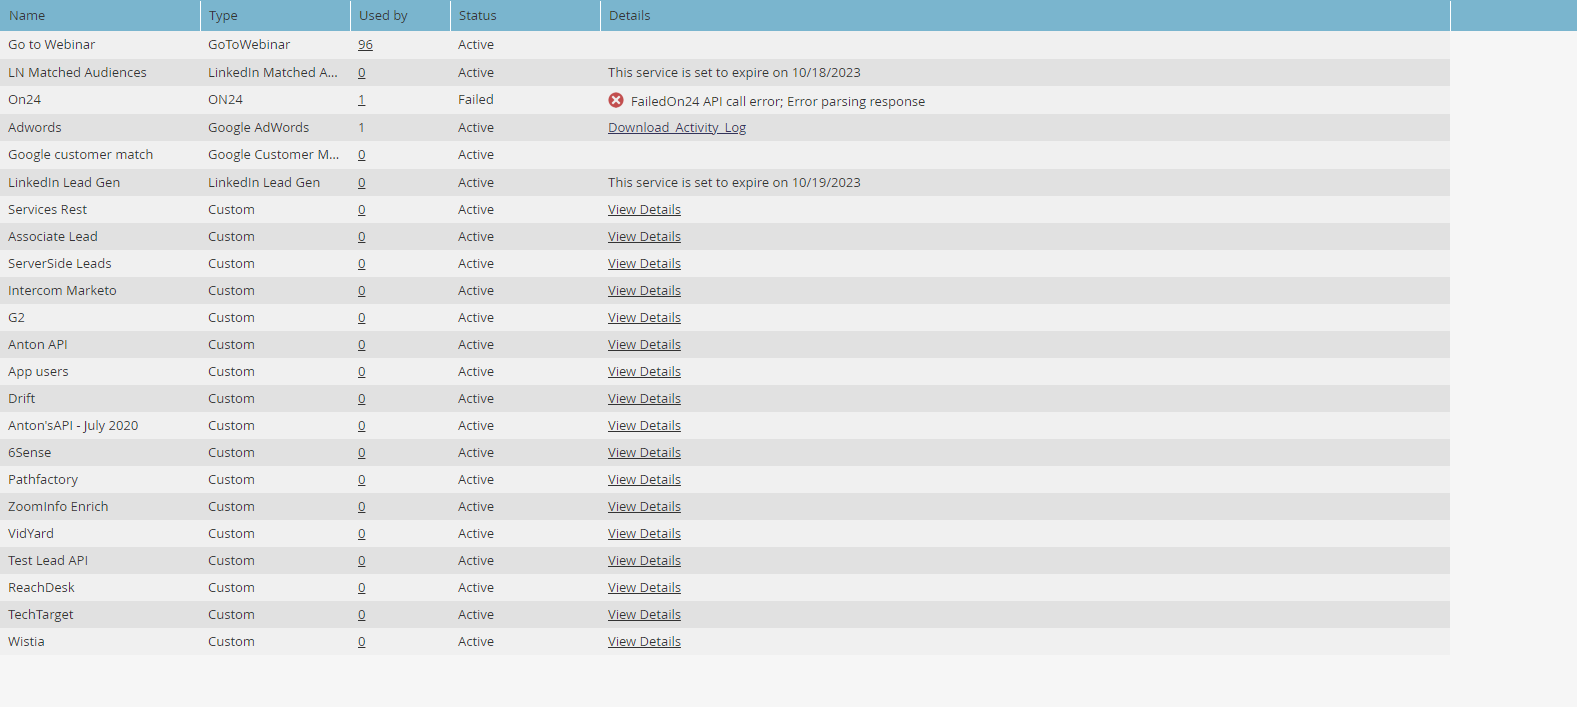 Name Type Used by Status Details
Go to Webinar GoToWebinar 96 Active
LN Matched Audiences LinkedIn Matched A... 0 Active This service is set to expire on 10/18/2023
On24 ON24 1 Failed FailedOn24 API call error; Error parsing response
Adwords Google AdWords 1 Active Download Activity Log
Google customer match Google Customer M... 0 Active
LinkedIn Lead Gen LinkedIn Lead Gen 0 Active This service is set to expire on 10/19/2023
Services Rest Custom 0 Active View Details
Associate Lead Custom 0 Active View Details
ServerSide Leads Custom 0 Active View Details
Intercom Marketo Custom 0 Active View Details
G2 Custom 0 Active View Details
Anton API Custom 0 Active View Details
App users Custom 0 Active View Details
Drift Custom 0 Active View Details
Anton'sAPI - July 2020 Custom 0 Active View Details
6Sense Custom 0 Active View Details
Pathfactory Custom 0 Active View Details
ZoomInfo Enrich Custom 0 Active View Details
VidYard Custom 0 Active View Details
Test Lead API Custom 0 Active View Details
ReachDesk Custom 0 Active View Details
TechTarget Custom 0 Active View Details
Wistia Custom 0 Active View Details